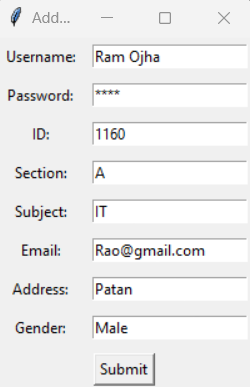 Add...
Username: Ram Ojha
Password: ****
ID: 1160
Section: A
Subject: IT
Email: Rao@gmail.com
Address: Patan
Gender: Male
Submit